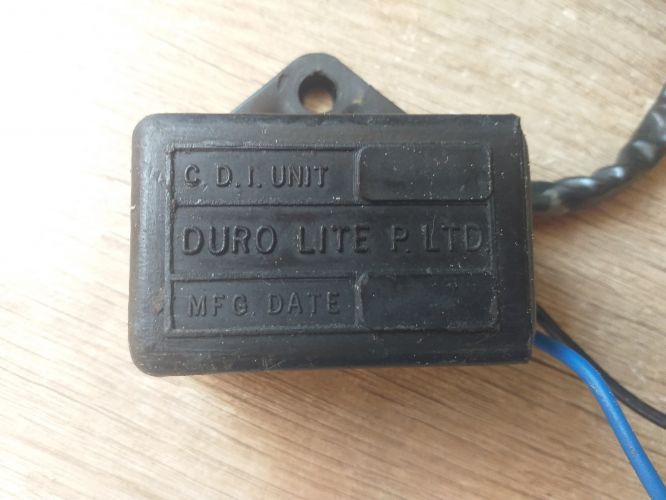 C. D. I. UNIT
DURO LITE P. LTD
MFG DATE